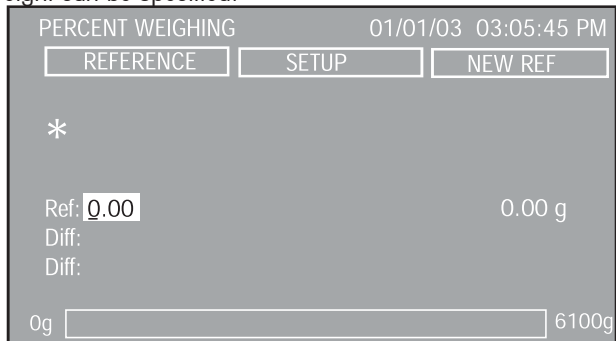 PERCENT WEIGHING 01/01/03 03:05:45 PM
REFERENCE SETUP NEW REF
*
Ref: 0.00 0.00 g
Diff:
Diff:
0g 6100g